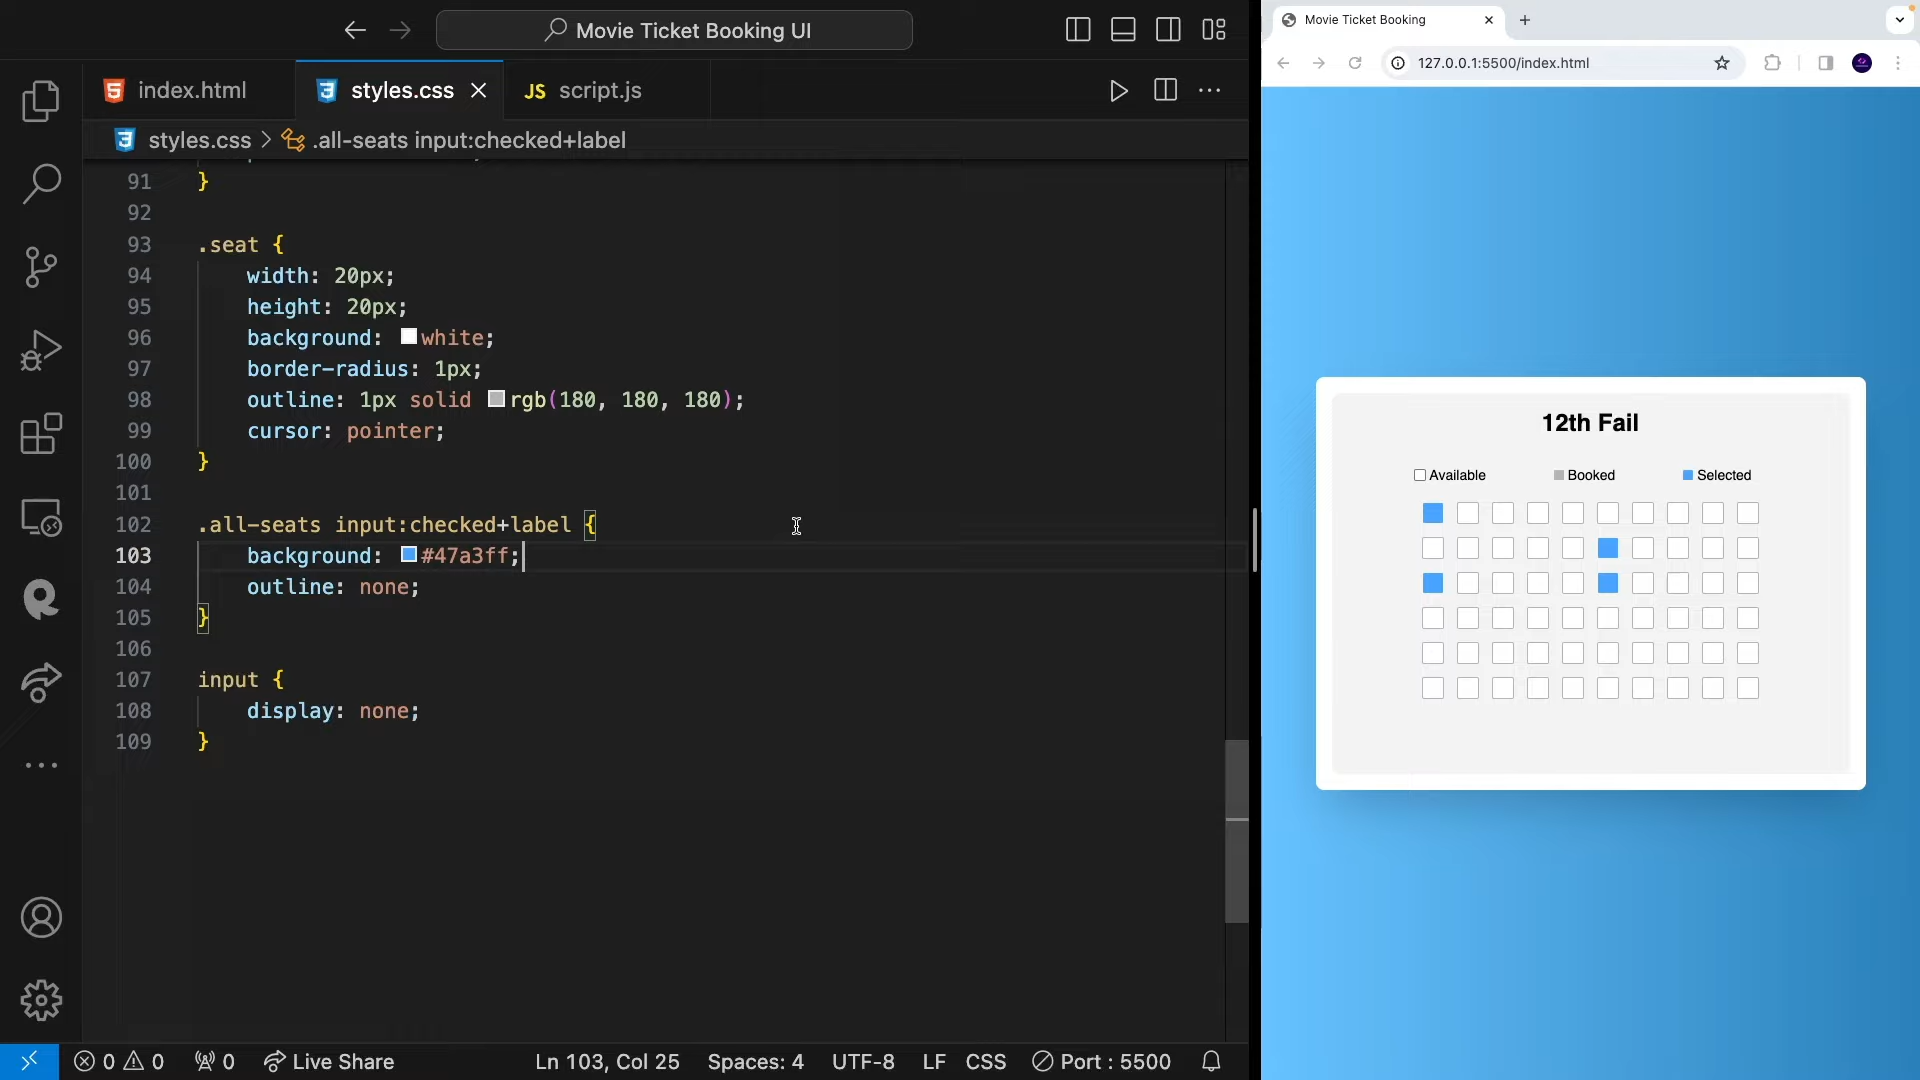 Movie Ticket Booking UI
index.html
styles.css
JS script.js
styles.css > .all-seats input:checked+label
91 }
92
93 .seat {
94 width: 20px;
95 height: 20px;
96 background: white;
97 border-radius: 1px;
98 outline: 1px solid rgb(180, 180, 180);
99 cursor: pointer;
100 }
101
102 .all-seats input:checked+label {
103 background: #47a3ff;
104 outline: none;
105 }
106
107 input {
108 display: none;
109 }
0 0 0 Live Share Ln 103, Col 25 Spaces: 4 UTF-8 LF CSS Port : 5500
Movie Ticket Booking
127.0.0.1:5500/index.html
12th Fail
Available Booked Selected